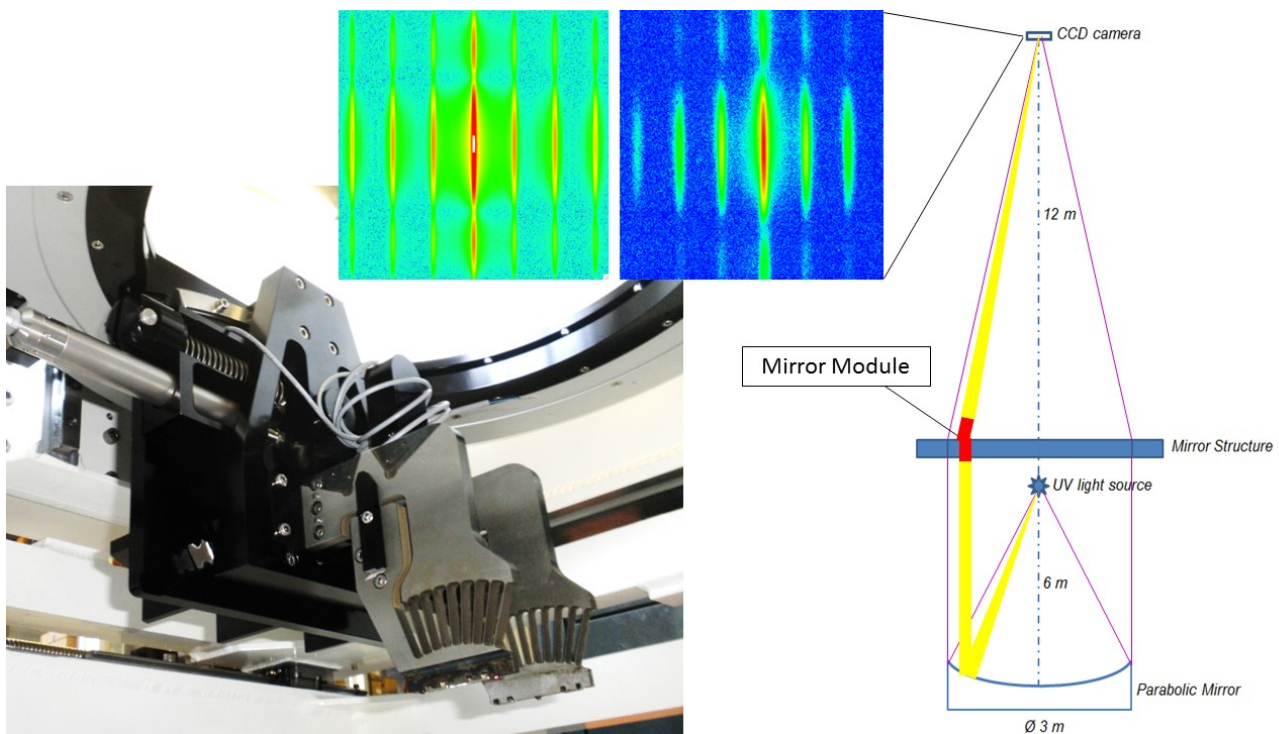 CCD camera
12 m
Mirror Module
Mirror Structure
UV light source
6 m
Parabolic Mirror
Ø 3 m